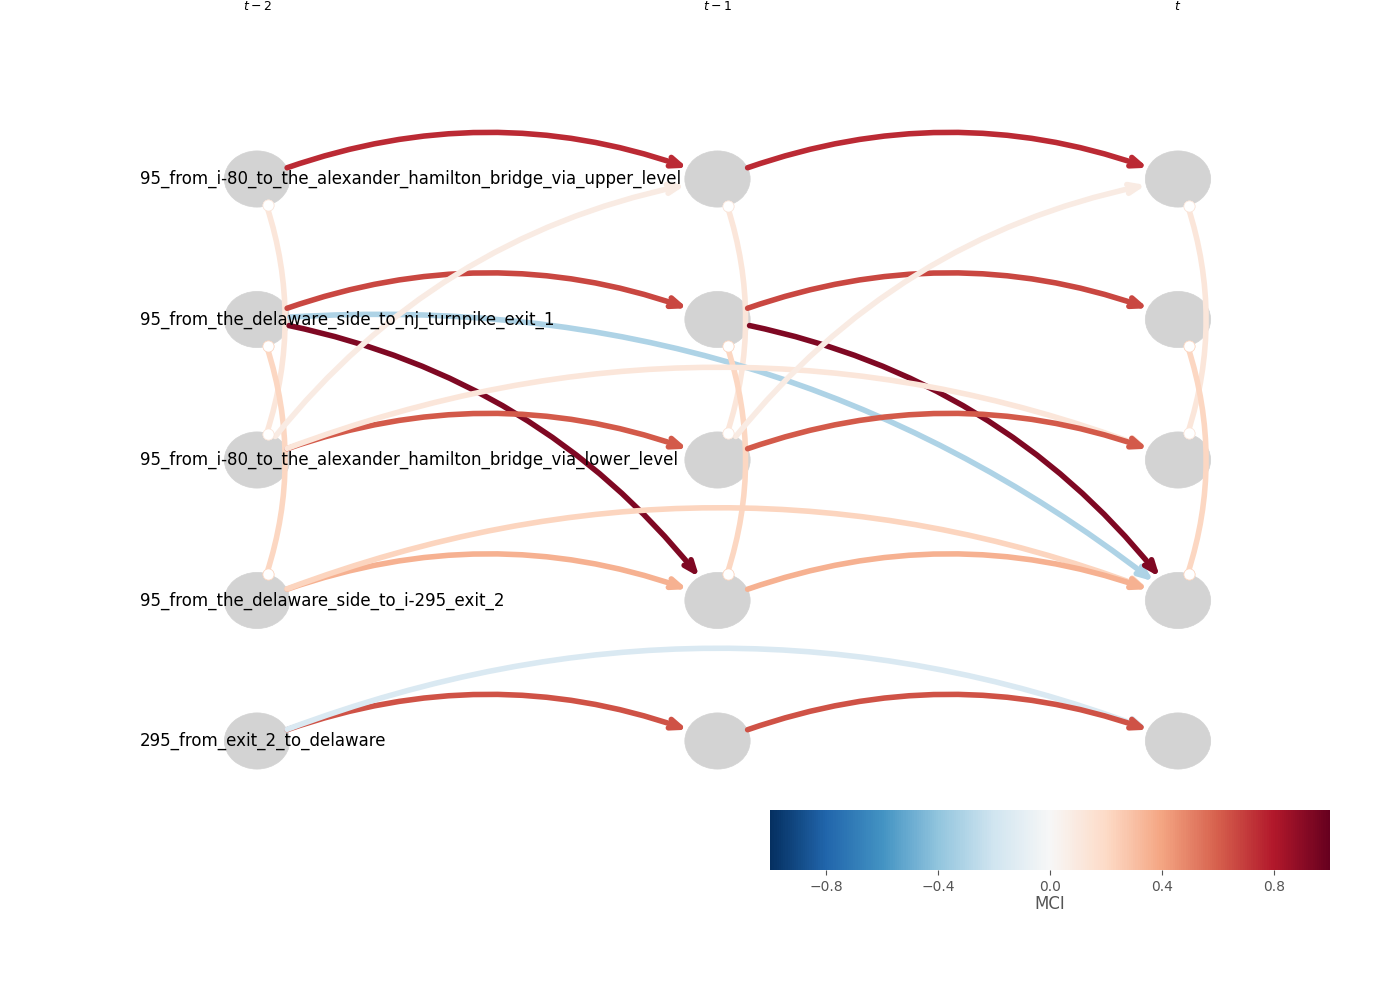 t − 2 t − 1 t
95_from_i-80_to_the_alexander_hamilton_bridge_via_upper_level
95_from_the_delaware_side_to_nj_turnpike_exit_1
95_from_i-80_to_the_alexander_hamilton_bridge_via_lower_level
95_from_the_delaware_side_to_i-295_exit_2
295_from_exit_2_to_delaware
−0.8 −0.4 0.0 0.4 0.8
MCI